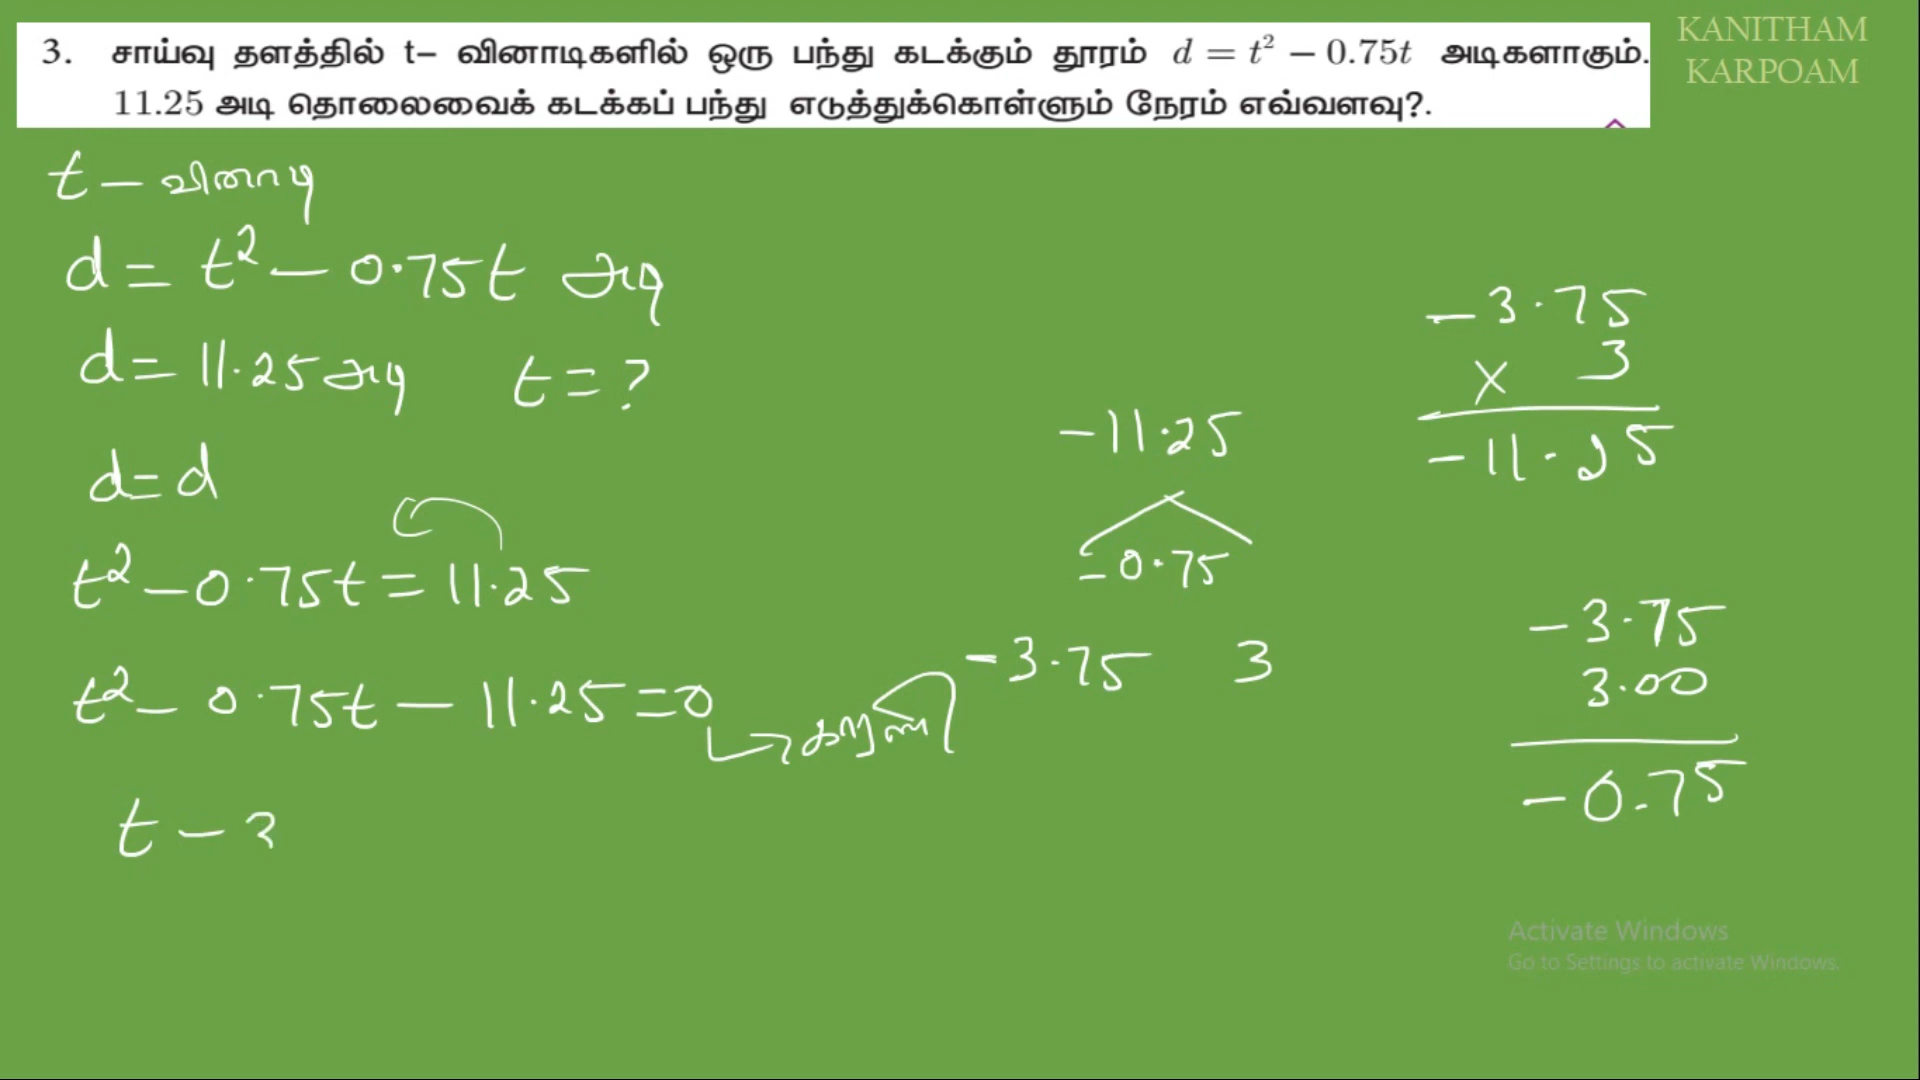 KANITHAM
KARPOAM
3. சாய்வு தளத்தில் t– வினாடிகளில் ஒரு பந்து கடக்கும் தூரம் d = t² − 0.75t அடிகளாகும்.
11.25 அடி தொலைவைக் கடக்கப் பந்து எடுத்துக்கொள்ளும் நேரம் எவ்வளவு?.
t – வினாடி
d = t² – 0.75t அடி
d = 11.25 அடி t = ?
d = d
t² – 0.75t = 11.25
t² – 0.75t – 11.25 = 0
காரணி
t – 3
-11.25
-0.75
-3.75 3
-3.75
x 3
-11.25
-3.75
3.00
-0.75
Activate Windows
Go to Settings to activate Windows.